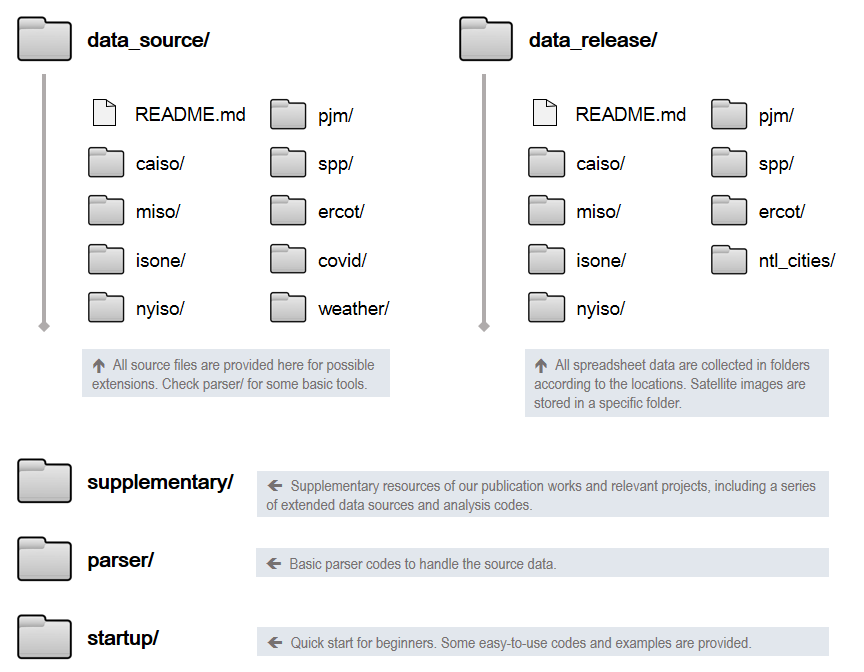 data_source/
README.md
caiso/
miso/
isone/
nyiso/
pjm/
spp/
ercot/
covid/
weather/
All source files are provided here for possible
extensions. Check parser/ for some basic tools.
data_release/
README.md
caiso/
miso/
isone/
nyiso/
pjm/
spp/
ercot/
ntl_cities/
All spreadsheet data are collected in folders
according to the locations. Satellite images are
stored in a specific folder.
supplementary/
Supplementary resources of our publication works and relevant projects, including a series
of extended data sources and analysis codes.
parser/
Basic parser codes to handle the source data.
startup/
Quick start for beginners. Some easy-to-use codes and examples are provided.